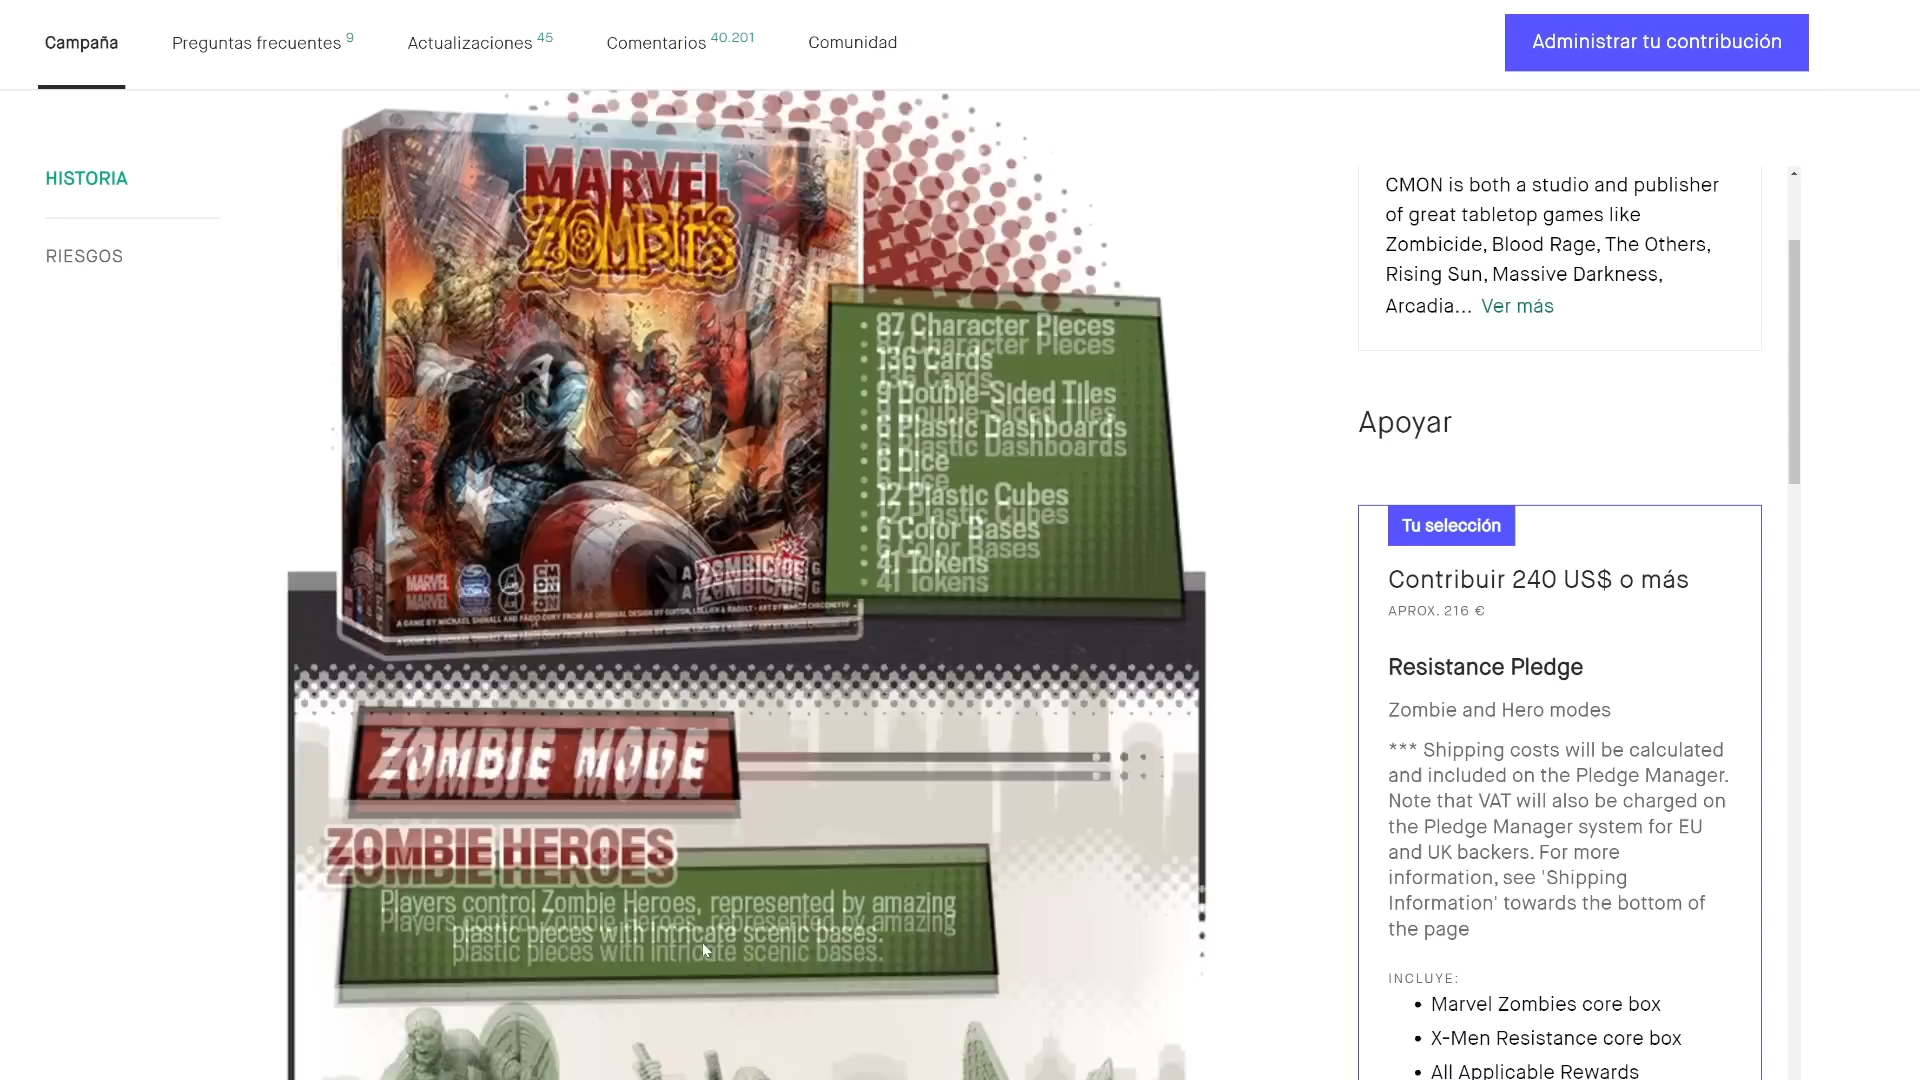 Campaña
Preguntas frecuentes 9
Actualizaciones 45
Comentarios 40.201
Comunidad
Administrar tu contribución
HISTORIA
RIESGOS
MARVEL
ZOMBIES
87 Character Pieces
136 Cards
9 Double-Sided Tiles
6 Plastic Dashboards
6 Dice
12 Plastic Cubes
6 Color Bases
41 Tokens
MARVEL
CMON
A ZOMBICIDE G
ZOMBIE MODE
ZOMBIE HEROES
Players control Zombie Heroes, represented by amazing
plastic pieces with intricate scenic bases.
CMON is both a studio and publisher
of great tabletop games like
Zombicide, Blood Rage, The Others,
Rising Sun, Massive Darkness,
Arcadia... Ver más
Apoyar
Tu selección
Contribuir 240 US$ o más
APROX. 216 €
Resistance Pledge
Zombie and Hero modes
*** Shipping costs will be calculated
and included on the Pledge Manager.
Note that VAT will also be charged on
the Pledge Manager system for EU
and UK backers. For more
information, see 'Shipping
Information' towards the bottom of
the page
INCLUYE:
• Marvel Zombies core box
• X-Men Resistance core box
• All Applicable Rewards